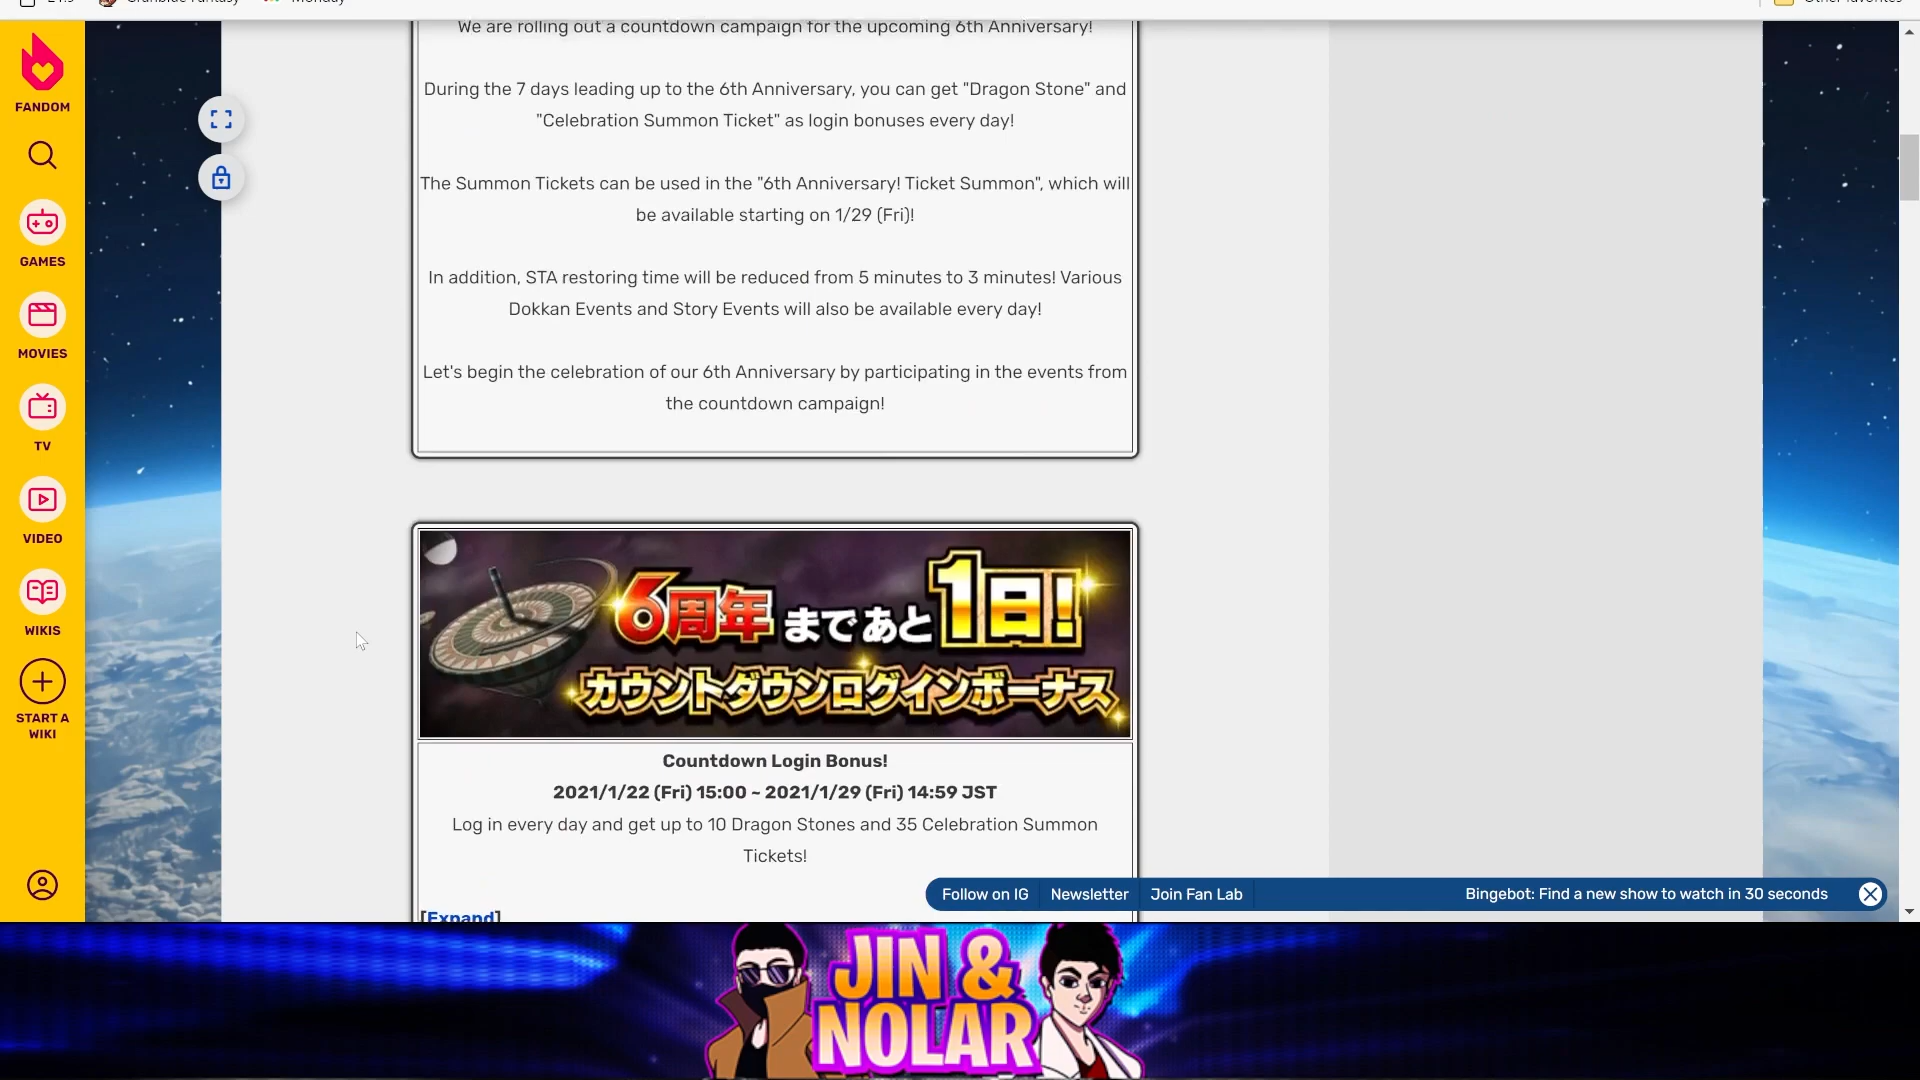 Granblue Fantasy
Monday
Other favorites
FANDOM
GAMES
MOVIES
TV
VIDEO
WIKIS
START A
WIKI
We are rolling out a countdown campaign for the upcoming 6th Anniversary!
During the 7 days leading up to the 6th Anniversary, you can get "Dragon Stone" and
"Celebration Summon Ticket" as login bonuses every day!
The Summon Tickets can be used in the "6th Anniversary! Ticket Summon", which will
be available starting on 1/29 (Fri)!
In addition, STA restoring time will be reduced from 5 minutes to 3 minutes! Various
Dokkan Events and Story Events will also be available every day!
Let's begin the celebration of our 6th Anniversary by participating in the events from
the countdown campaign!
6周年まであと1日!
カウントダウンログインボーナス
Countdown Login Bonus!
2021/1/22 (Fri) 15:00 ~ 2021/1/29 (Fri) 14:59 JST
Log in every day and get up to 10 Dragon Stones and 35 Celebration Summon
Tickets!
[Expand]
Follow on IG
Newsletter
Join Fan Lab
Bingebot: Find a new show to watch in 30 seconds
JIN &
NOLAR